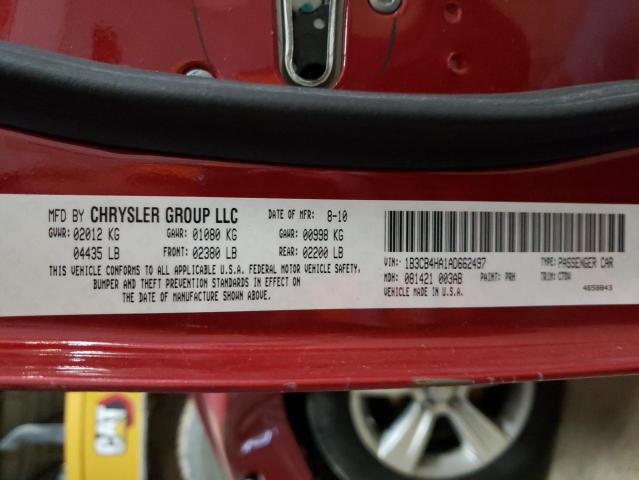 MFD BY CHRYSLER GROUP LLC DATE OF MFR: 8-10
GVWR: 02012 KG GAWR: 01080 KG GAWR: 00998 KG
04435 LB FRONT: 02380 LB REAR: 02200 LB
THIS VEHICLE CONFORMS TO ALL APPLICABLE U.S.A. FEDERAL MOTOR VEHICLE SAFETY,
BUMPER AND THEFT PREVENTION STANDARDS IN EFFECT ON
THE DATE OF MANUFACTURE SHOWN ABOVE.
VIN: 1B3CB4HA1AD662497 TYPE: PASSENGER CAR
MDH: 081421 003AB PAINT: PRH TRIM: C7DV
VEHICLE MADE IN U.S.A. 4658843
CAT